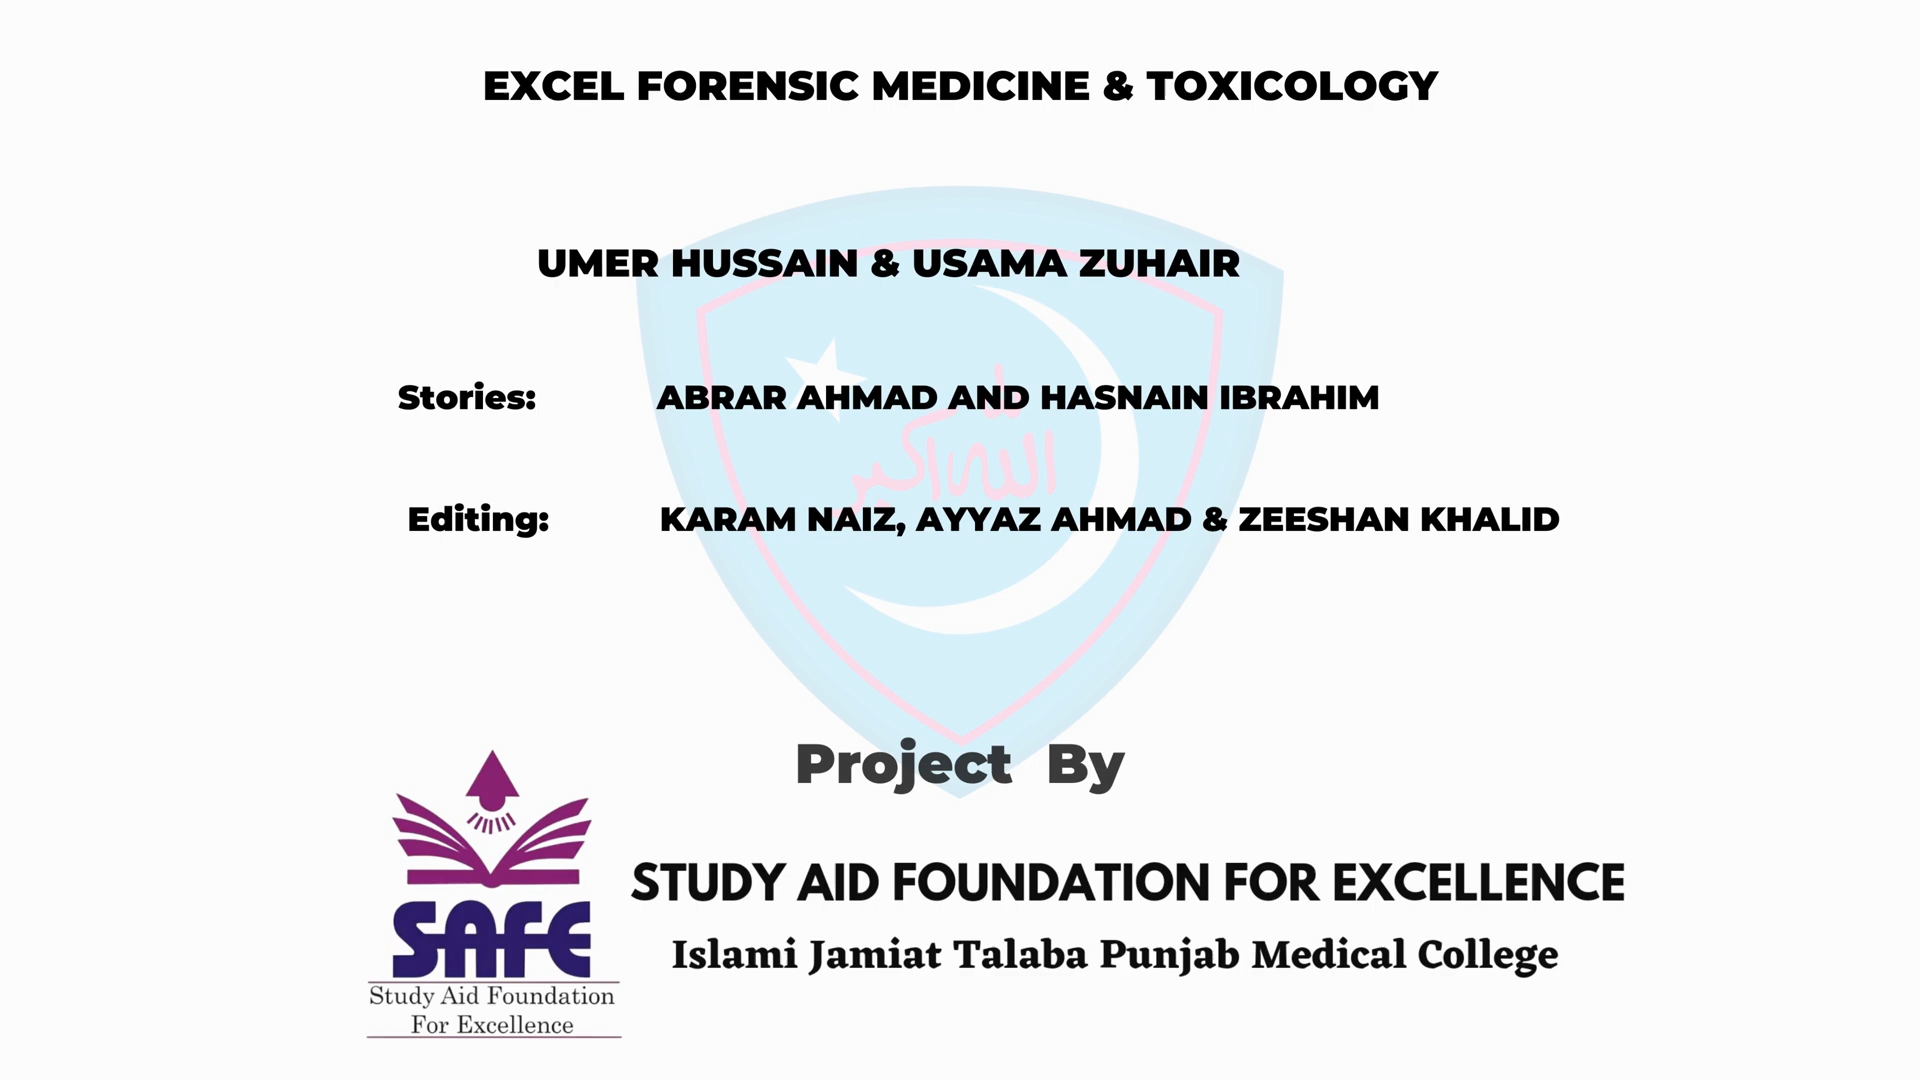 EXCEL FORENSIC MEDICINE & TOXICOLOGY
UMER HUSSAIN & USAMA ZUHAIR
Stories: ABRAR AHMAD AND HASNAIN IBRAHIM
الله اکبر
Editing: KARAM NAIZ, AYYAZ AHMAD & ZEESHAN KHALID
Project By
STUDY AID FOUNDATION FOR EXCELLENCE
Islami Jamiat Talaba Punjab Medical College
SAFE
Study Aid Foundation
For Excellence